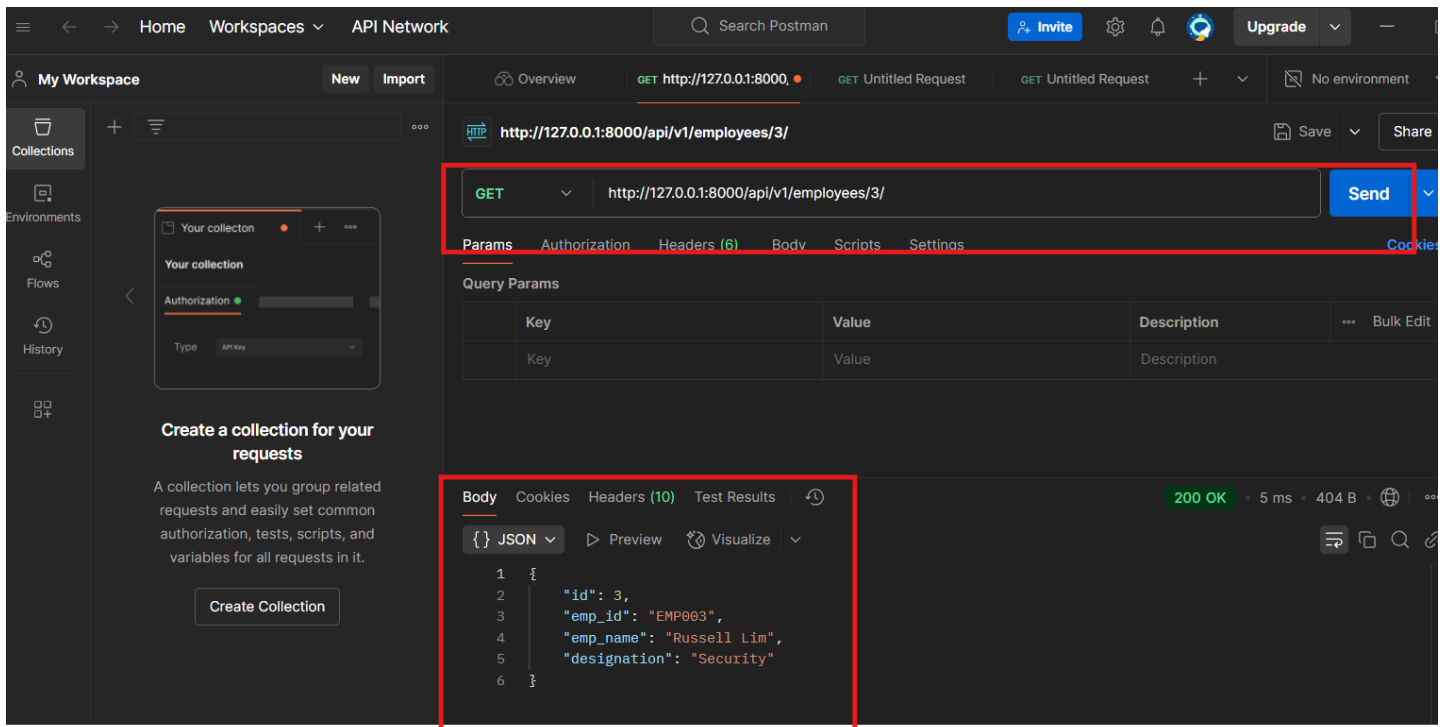 Home Workspaces API Network Search Postman Invite Upgrade
My Workspace New Import Overview GET http://127.0.0.1:8000, GET Untitled Request GET Untitled Request No environment
Collections
Environments
Flows
History
http://127.0.0.1:8000/api/v1/employees/3/ Save Share
GET http://127.0.0.1:8000/api/v1/employees/3/ Send
Params Authorization Headers (6) Body Scripts Settings Cookies
Query Params
Key Value Description Bulk Edit
Key Value Description
Your collecton
Your collection
Authorization
Type API Key
Create a collection for your
requests
A collection lets you group related
requests and easily set common
authorization, tests, scripts, and
variables for all requests in it.
Create Collection
Body Cookies Headers (10) Test Results 200 OK 5 ms 404 B
{} JSON Preview Visualize
1 {
2 "id": 3,
3 "emp_id": "EMP003",
4 "emp_name": "Russell Lim",
5 "designation": "Security"
6 }